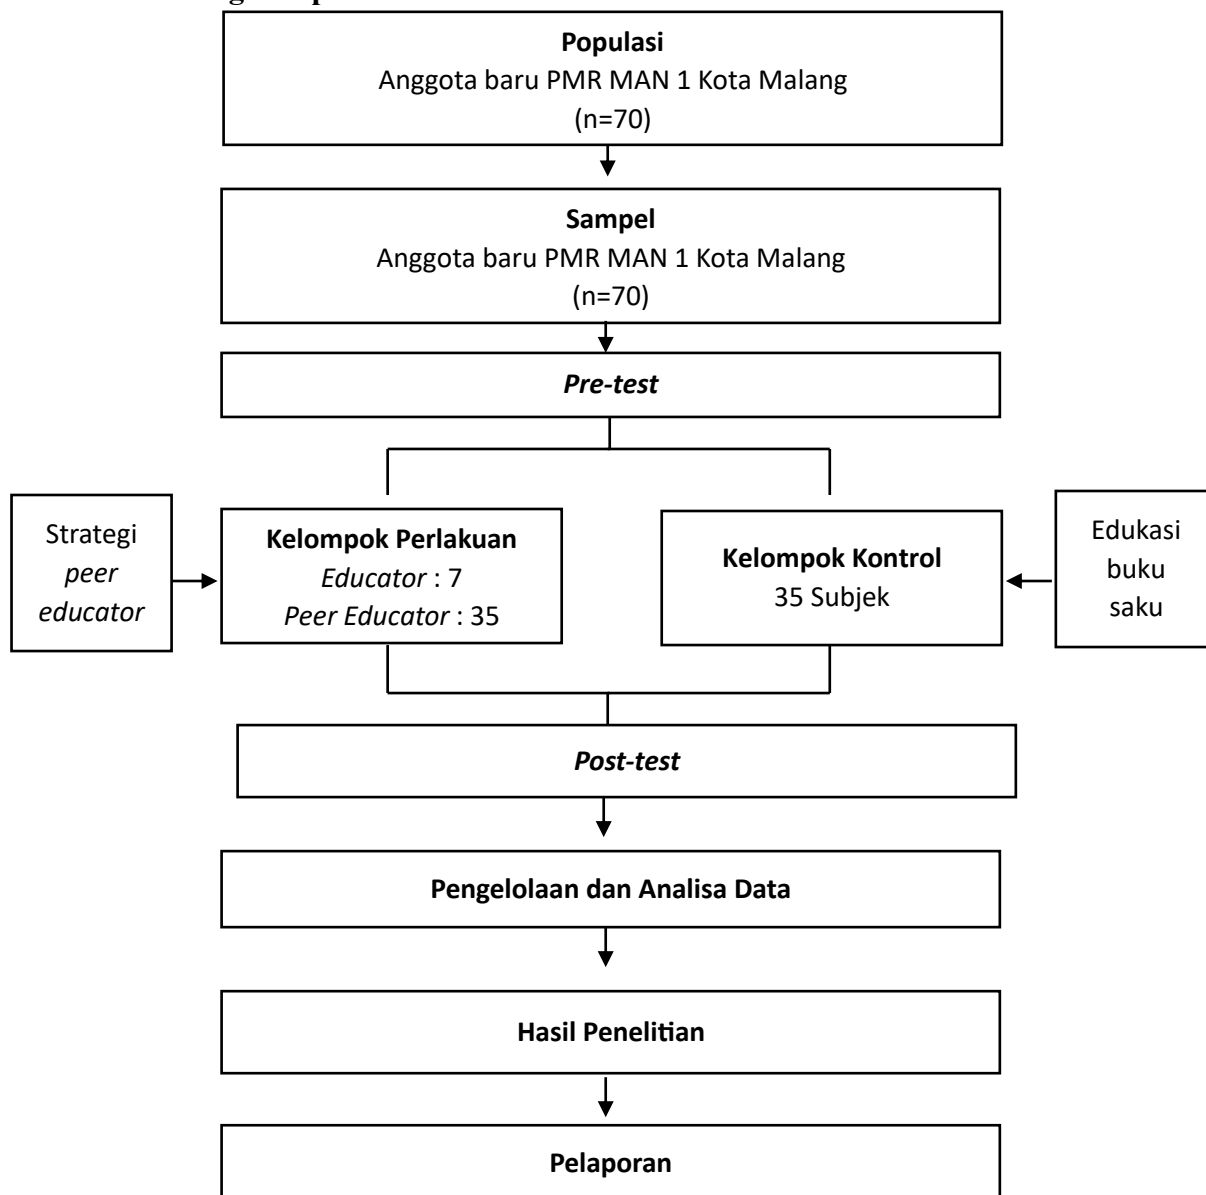 Populasi
Anggota baru PMR MAN 1 Kota Malang
(n=70)
Sampel
Anggota baru PMR MAN 1 Kota Malang
(n=70)
Pre-test
Strategi
peer
educator
Kelompok Perlakuan
Educator : 7
Peer Educator : 35
Kelompok Kontrol
35 Subjek
Edukasi
buku
saku
Post-test
Pengelolaan dan Analisa Data
Hasil Penelitian
Pelaporan